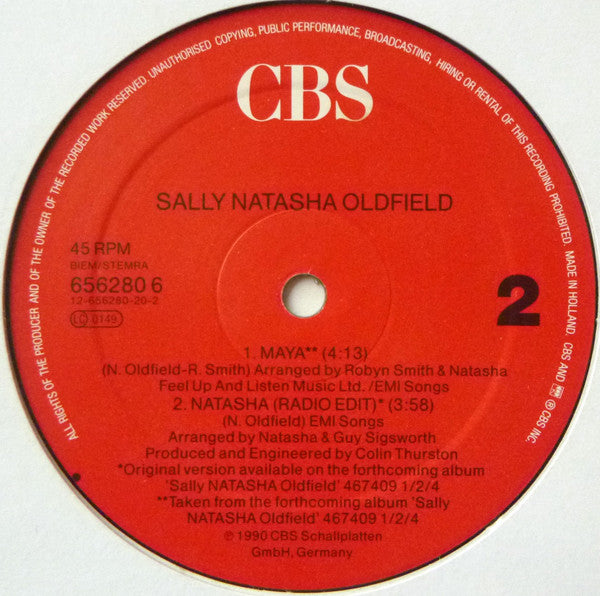 ALL RIGHTS OF THE PRODUCER AND OF THE OWNER OF THE RECORDED WORK RESERVED. UNAUTHORISED COPYING, PUBLIC PERFORMANCE, BROADCASTING, HIRING OR RENTAL OF THIS RECORDING PROHIBITED. MADE IN HOLLAND. CBS AND ℗ CBS INC.
CBS
SALLY NATASHA OLDFIELD
45 RPM
BIEM/STEMRA
656280 6
12-656280-20-2
LC 0149
2
1. MAYA** (4:13)
(N. Oldfield-R. Smith) Arranged by Robyn Smith & Natasha
Feel Up And Listen Music Ltd. /EMI Songs
2. NATASHA (RADIO EDIT)* (3:58)
(N. Oldfield) EMI Songs
Arranged by Natasha & Guy Sigsworth
Produced and Engineered by Colin Thurston
*Original version available on the forthcoming album
'Sally NATASHA Oldfield' 467409 1/2/4
**Taken from the forthcoming album 'Sally
NATASHA Oldfield' 467409 1/2/4
℗ 1990 CBS Schallplatten
GmbH, Germany